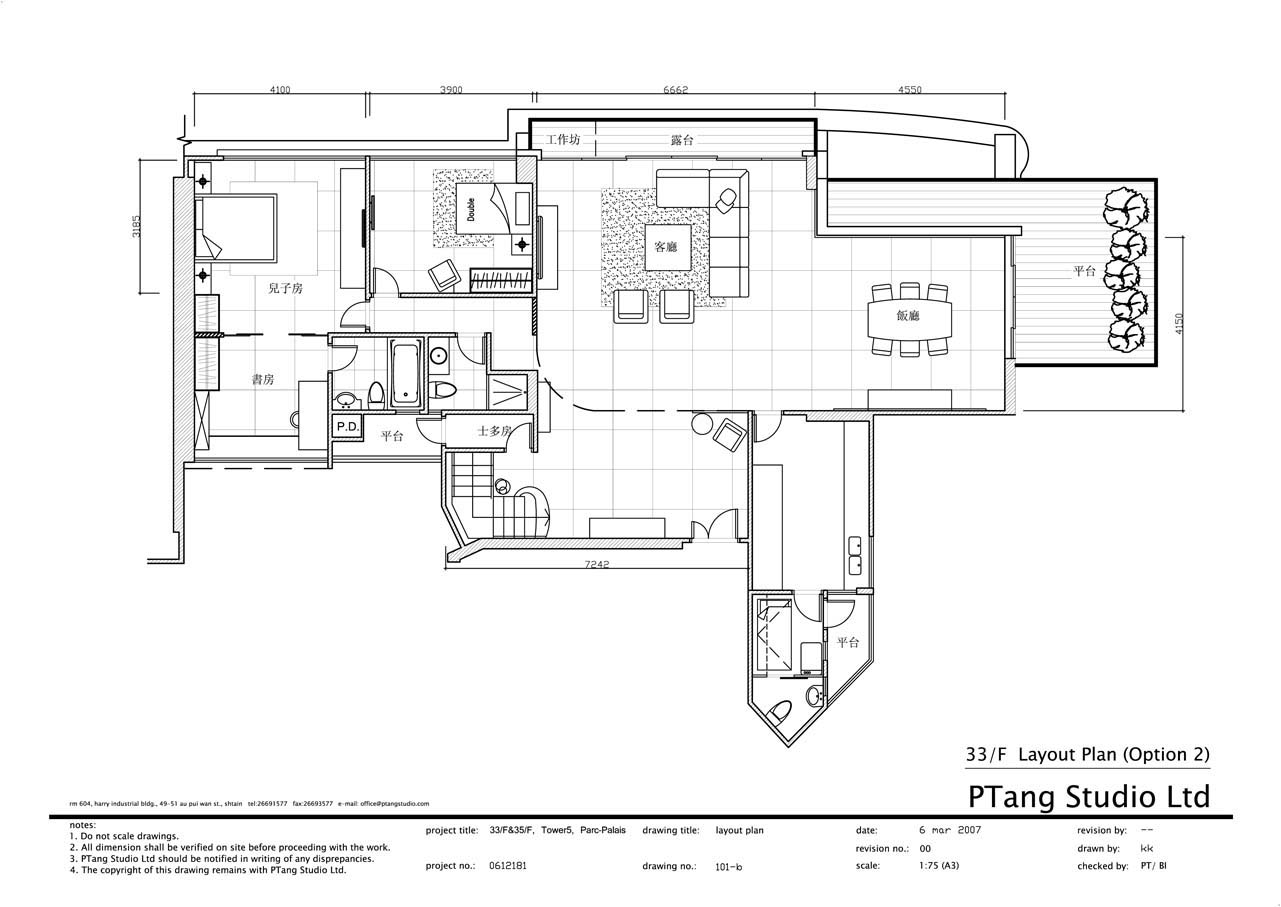 4100
3900
6662
4550
工作坊
露台
3185
Double
客廳
平台
兒子房
飯廳
4150
書房
P.D.
平台
士多房
7242
平台
33/F Layout Plan (Option 2)
PTang Studio Ltd
rm 604, harry industrial bldg., 49-51 au pui wan st., shtain tel:26691577 fax:26693577 e-mail: office@ptangstudio.com
notes:
1. Do not scale drawings.
2. All dimension shall be verified on site before proceeding with the work.
3. PTang Studio Ltd should be notified in writing of any disprepancies.
4. The copyright of this drawing remains with PTang Studio Ltd.
project title: 33/F&35/F, Tower5, Parc-Palais
project no.: 0612181
drawing title: layout plan
drawing no.: 101-b
date: 6 mar 2007
revision no.: 00
scale: 1:75 (A3)
revision by: --
drawn by: kk
checked by: PT/ BI